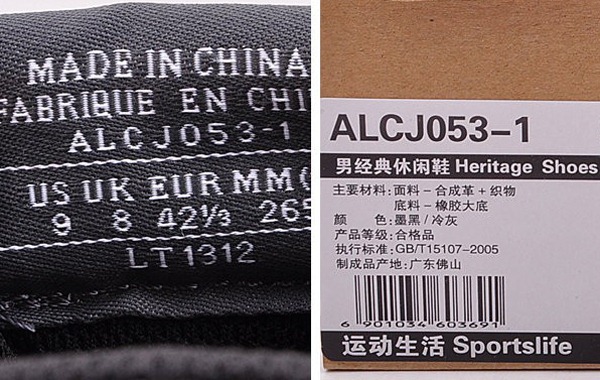 MADE IN CHINA
FABRIQUE EN CHI
ALCJ053-1
US UK EUR MM(
9 8 42⅓ 265
LT1312
ALCJ053-1
男经典休闲鞋 Heritage Shoes
主要材料: 面料-合成革+织物
底料-橡胶大底
颜 色: 墨黑/冷灰
产品等级: 合格品
执行标准: GB/T15107-2005
制成品产地: 广东佛山
6 901034 603691
运动生活 Sportslife